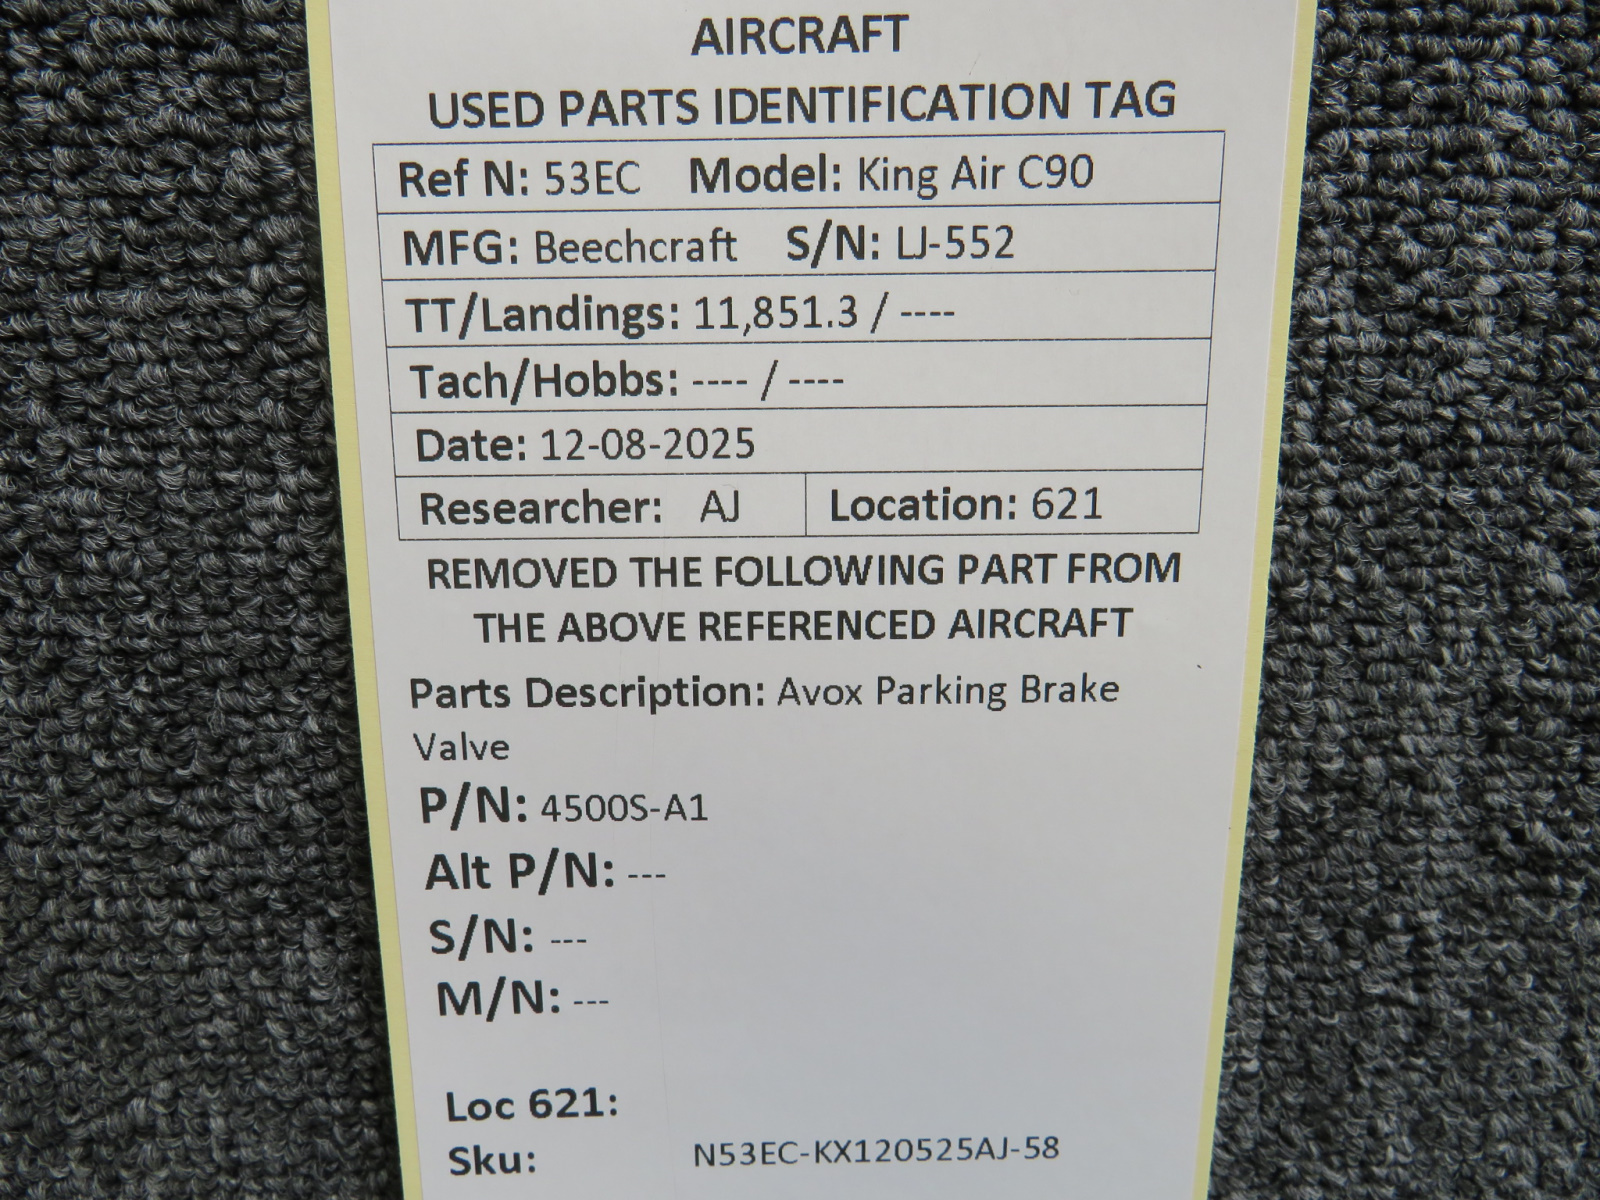 AIRCRAFT
USED PARTS IDENTIFICATION TAG
Ref N: 53EC Model: King Air C90
MFG: Beechcraft S/N: LJ-552
TT/Landings: 11,851.3 / ----
Tach/Hobbs: ---- / ----
Date: 12-08-2025
Researcher: AJ Location: 621
REMOVED THE FOLLOWING PART FROM
THE ABOVE REFERENCED AIRCRAFT
Parts Description: Avox Parking Brake
Valve
P/N: 4500S-A1
Alt P/N: ---
S/N: ---
M/N: ---
Loc 621:
Sku: N53EC-KX120525AJ-58